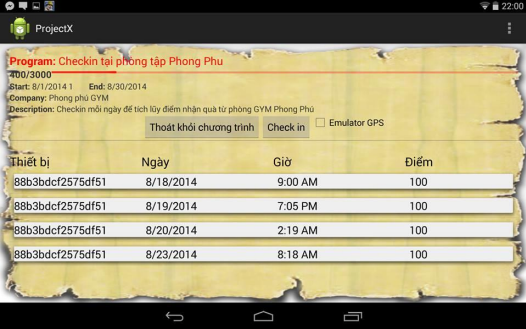 22:00
ProjectX
Program: Checkin tại phòng tập Phong Phu
400/3000
Start: 8/1/2014 1 End: 8/30/2014
Company: Phong phú GYM
Description: Checkin mỗi ngày để tích lũy điểm nhận quà từ phòng GYM Phong Phú
Thoát khỏi chương trình Check in Emulator GPS
Thiết bị Ngày Giờ Điểm
88b3bdcf2575df51 8/18/2014 9:00 AM 100
88b3bdcf2575df51 8/19/2014 7:05 PM 100
88b3bdcf2575df51 8/20/2014 2:19 AM 100
88b3bdcf2575df51 8/23/2014 8:18 AM 100